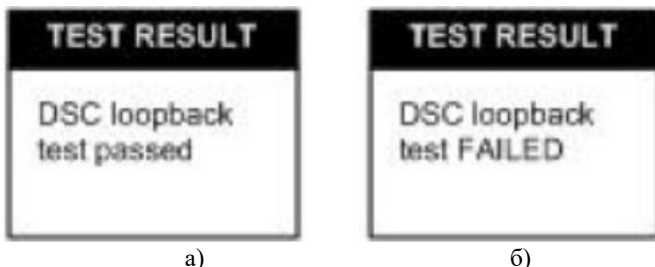 TEST RESULT
DSC loopback
test passed
а)
TEST RESULT
DSC loopback
test FAILED
б)